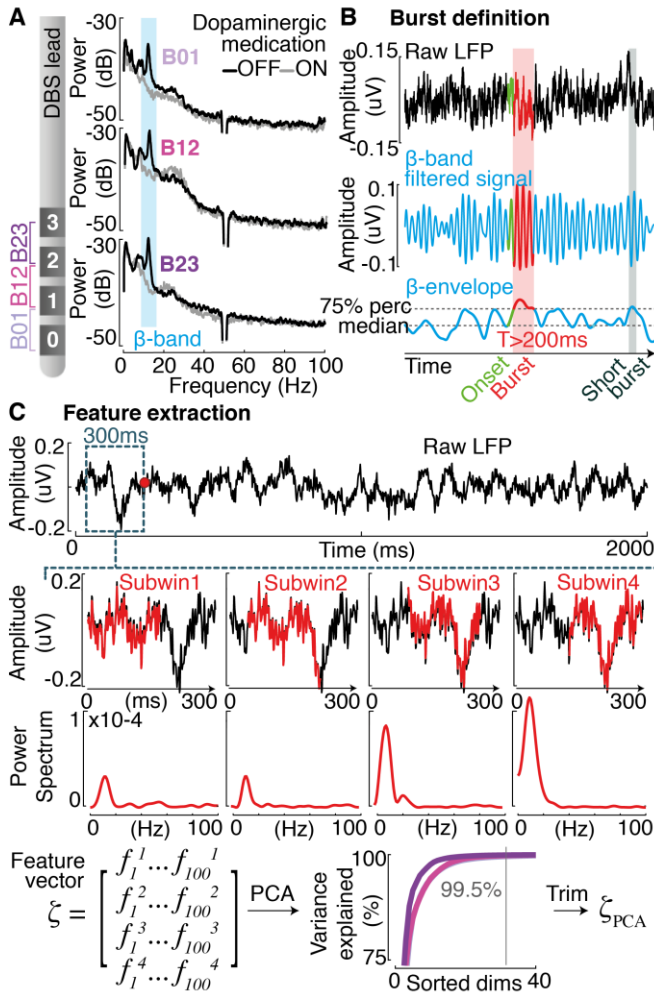 A
DBS lead
3
2
1
0
B23
B12
B01
Dopaminergic
medication
OFF ON
B01
B12
B23
Power
(dB)
-30
-50
Power
(dB)
-30
-50
Power
(dB)
-30
-50
β-band
0 20 40 60 80 100
Frequency (Hz)
B Burst definition
Raw LFP
Amplitude
(uV)
0.15
-0.15
β-band
filtered signal
Amplitude
(uV)
0.1
-0.1
β-envelope
75% perc
median
T>200ms
Time
Onset
Burst
Short
burst
C Feature extraction
300ms
Raw LFP
Amplitude
(uV)
0.2
-0.2
0 Time (ms) 2000
Amplitude
(uV)
0.2
-0.2
Subwin1 Subwin2 Subwin3 Subwin4
0 (ms) 300 0 300 0 300 0 300
Power
Spectrum
1
0
x10-4
0 (Hz) 100 0 (Hz) 100 0 (Hz) 100 0 (Hz) 100
Feature
vector
ζ =
f₁¹ ... f₁₀₀¹
f₁² ... f₁₀₀²
f₁³ ... f₁₀₀³
f₁⁴ ... f₁₀₀⁴
PCA
Variance
explained
(%)
100
75
99.5%
0 Sorted dims 40
Trim
ζPCA